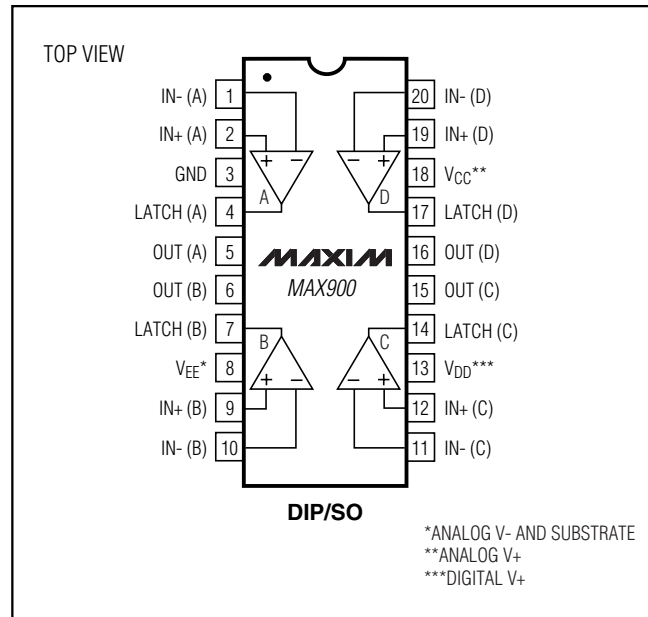 TOP VIEW
IN- (A) 1
IN+ (A) 2
GND 3
LATCH (A) 4
OUT (A) 5
OUT (B) 6
LATCH (B) 7
VEE* 8
IN+ (B) 9
IN- (B) 10
20 IN- (D)
19 IN+ (D)
18 VCC**
17 LATCH (D)
16 OUT (D)
15 OUT (C)
14 LATCH (C)
13 VDD***
12 IN+ (C)
11 IN- (C)
+ −
A
+ −
D
MAXIM
MAX900
B
+ −
C
− +
DIP/SO
*ANALOG V- AND SUBSTRATE
**ANALOG V+
***DIGITAL V+